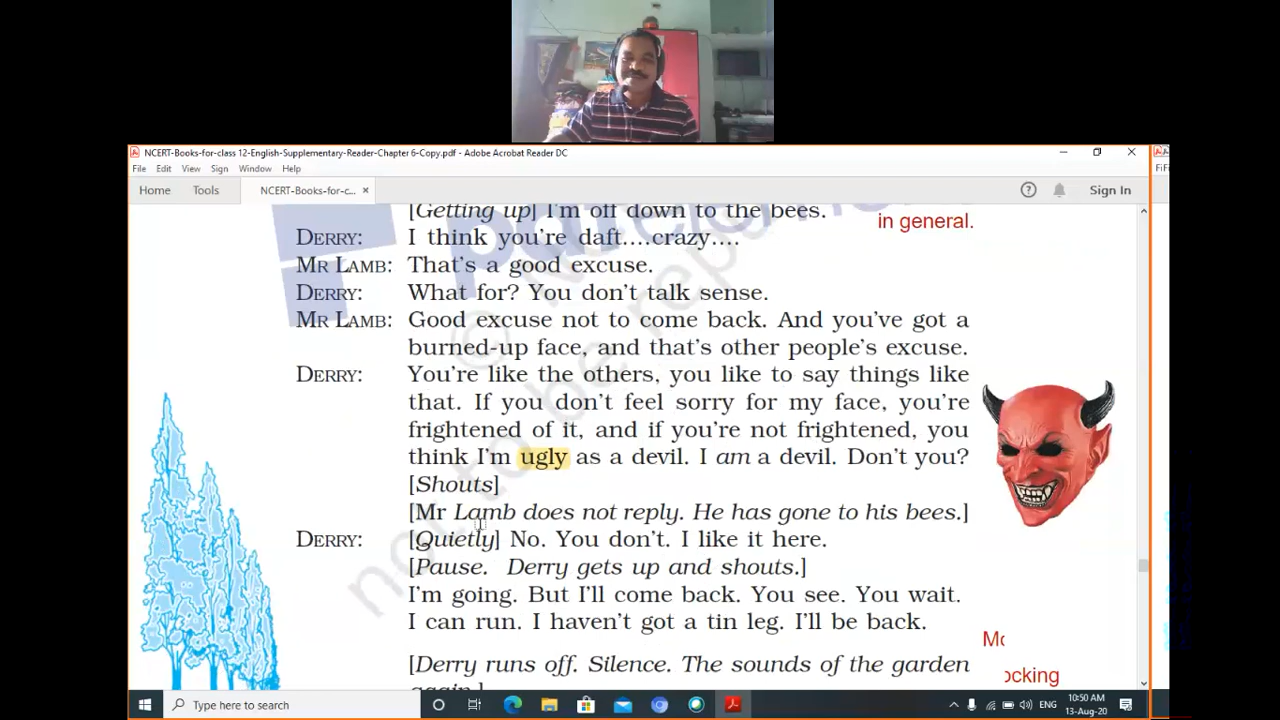 NCERT-Books-for-class 12-English-Supplementary-Reader-Chapter 6-Copy.pdf - Adobe Acrobat Reader DC
File Edit View Sign Window Help
Home Tools NCERT-Books-for-c... × Sign In
[Getting up] I'm off down to the bees.
in general.
DERRY: I think you're daft....crazy....
MR LAMB: That's a good excuse.
DERRY: What for? You don't talk sense.
MR LAMB: Good excuse not to come back. And you've got a
burned-up face, and that's other people's excuse.
DERRY: You're like the others, you like to say things like
that. If you don't feel sorry for my face, you're
frightened of it, and if you're not frightened, you
think I'm ugly as a devil. I am a devil. Don't you?
[Shouts]
[Mr Lamb does not reply. He has gone to his bees.]
DERRY: [Quietly] No. You don't. I like it here.
[Pause. Derry gets up and shouts.]
I'm going. But I'll come back. You see. You wait.
I can run. I haven't got a tin leg. I'll be back.
[Derry runs off. Silence. The sounds of the garden
again.]
ocking
not to be
Type here to search
ENG
10:50 AM
13-Aug-20